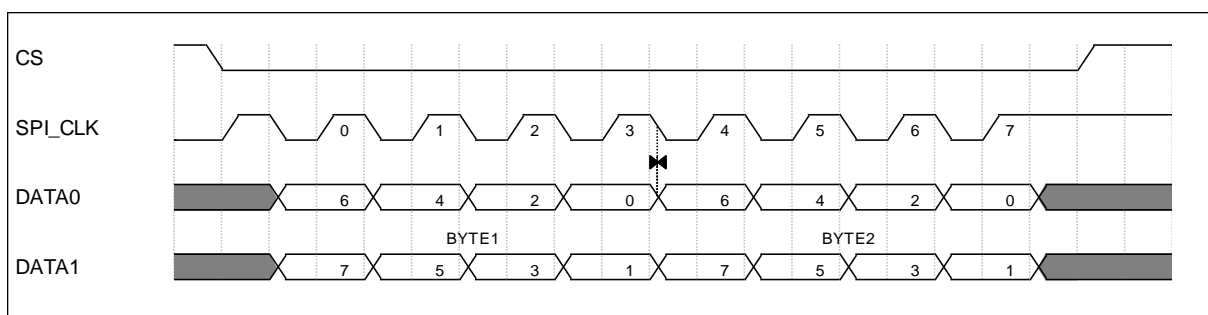 CS
SPI_CLK 0 1 2 3 4 5 6 7
DATA0 6 4 2 0 6 4 2 0
BYTE1 BYTE2
DATA1 7 5 3 1 7 5 3 1